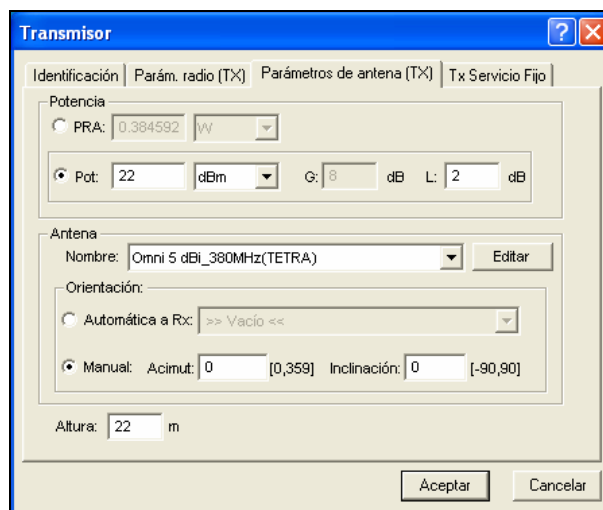 Transmisor
Identificación Parám. radio (TX) Parámetros de antena (TX) Tx Servicio Fijo
Potencia
PRA: 0.384592 W
Pot: 22 dBm G: 8 dB L: 2 dB
Antena
Nombre: Omni 5 dBi_380MHz(TETRA) Editar
Orientación:
Automática a Rx: >> Vacío <<
Manual: Acimut: 0 [0,359] Inclinación: 0 [-90,90]
Altura: 22 m
Aceptar Cancelar